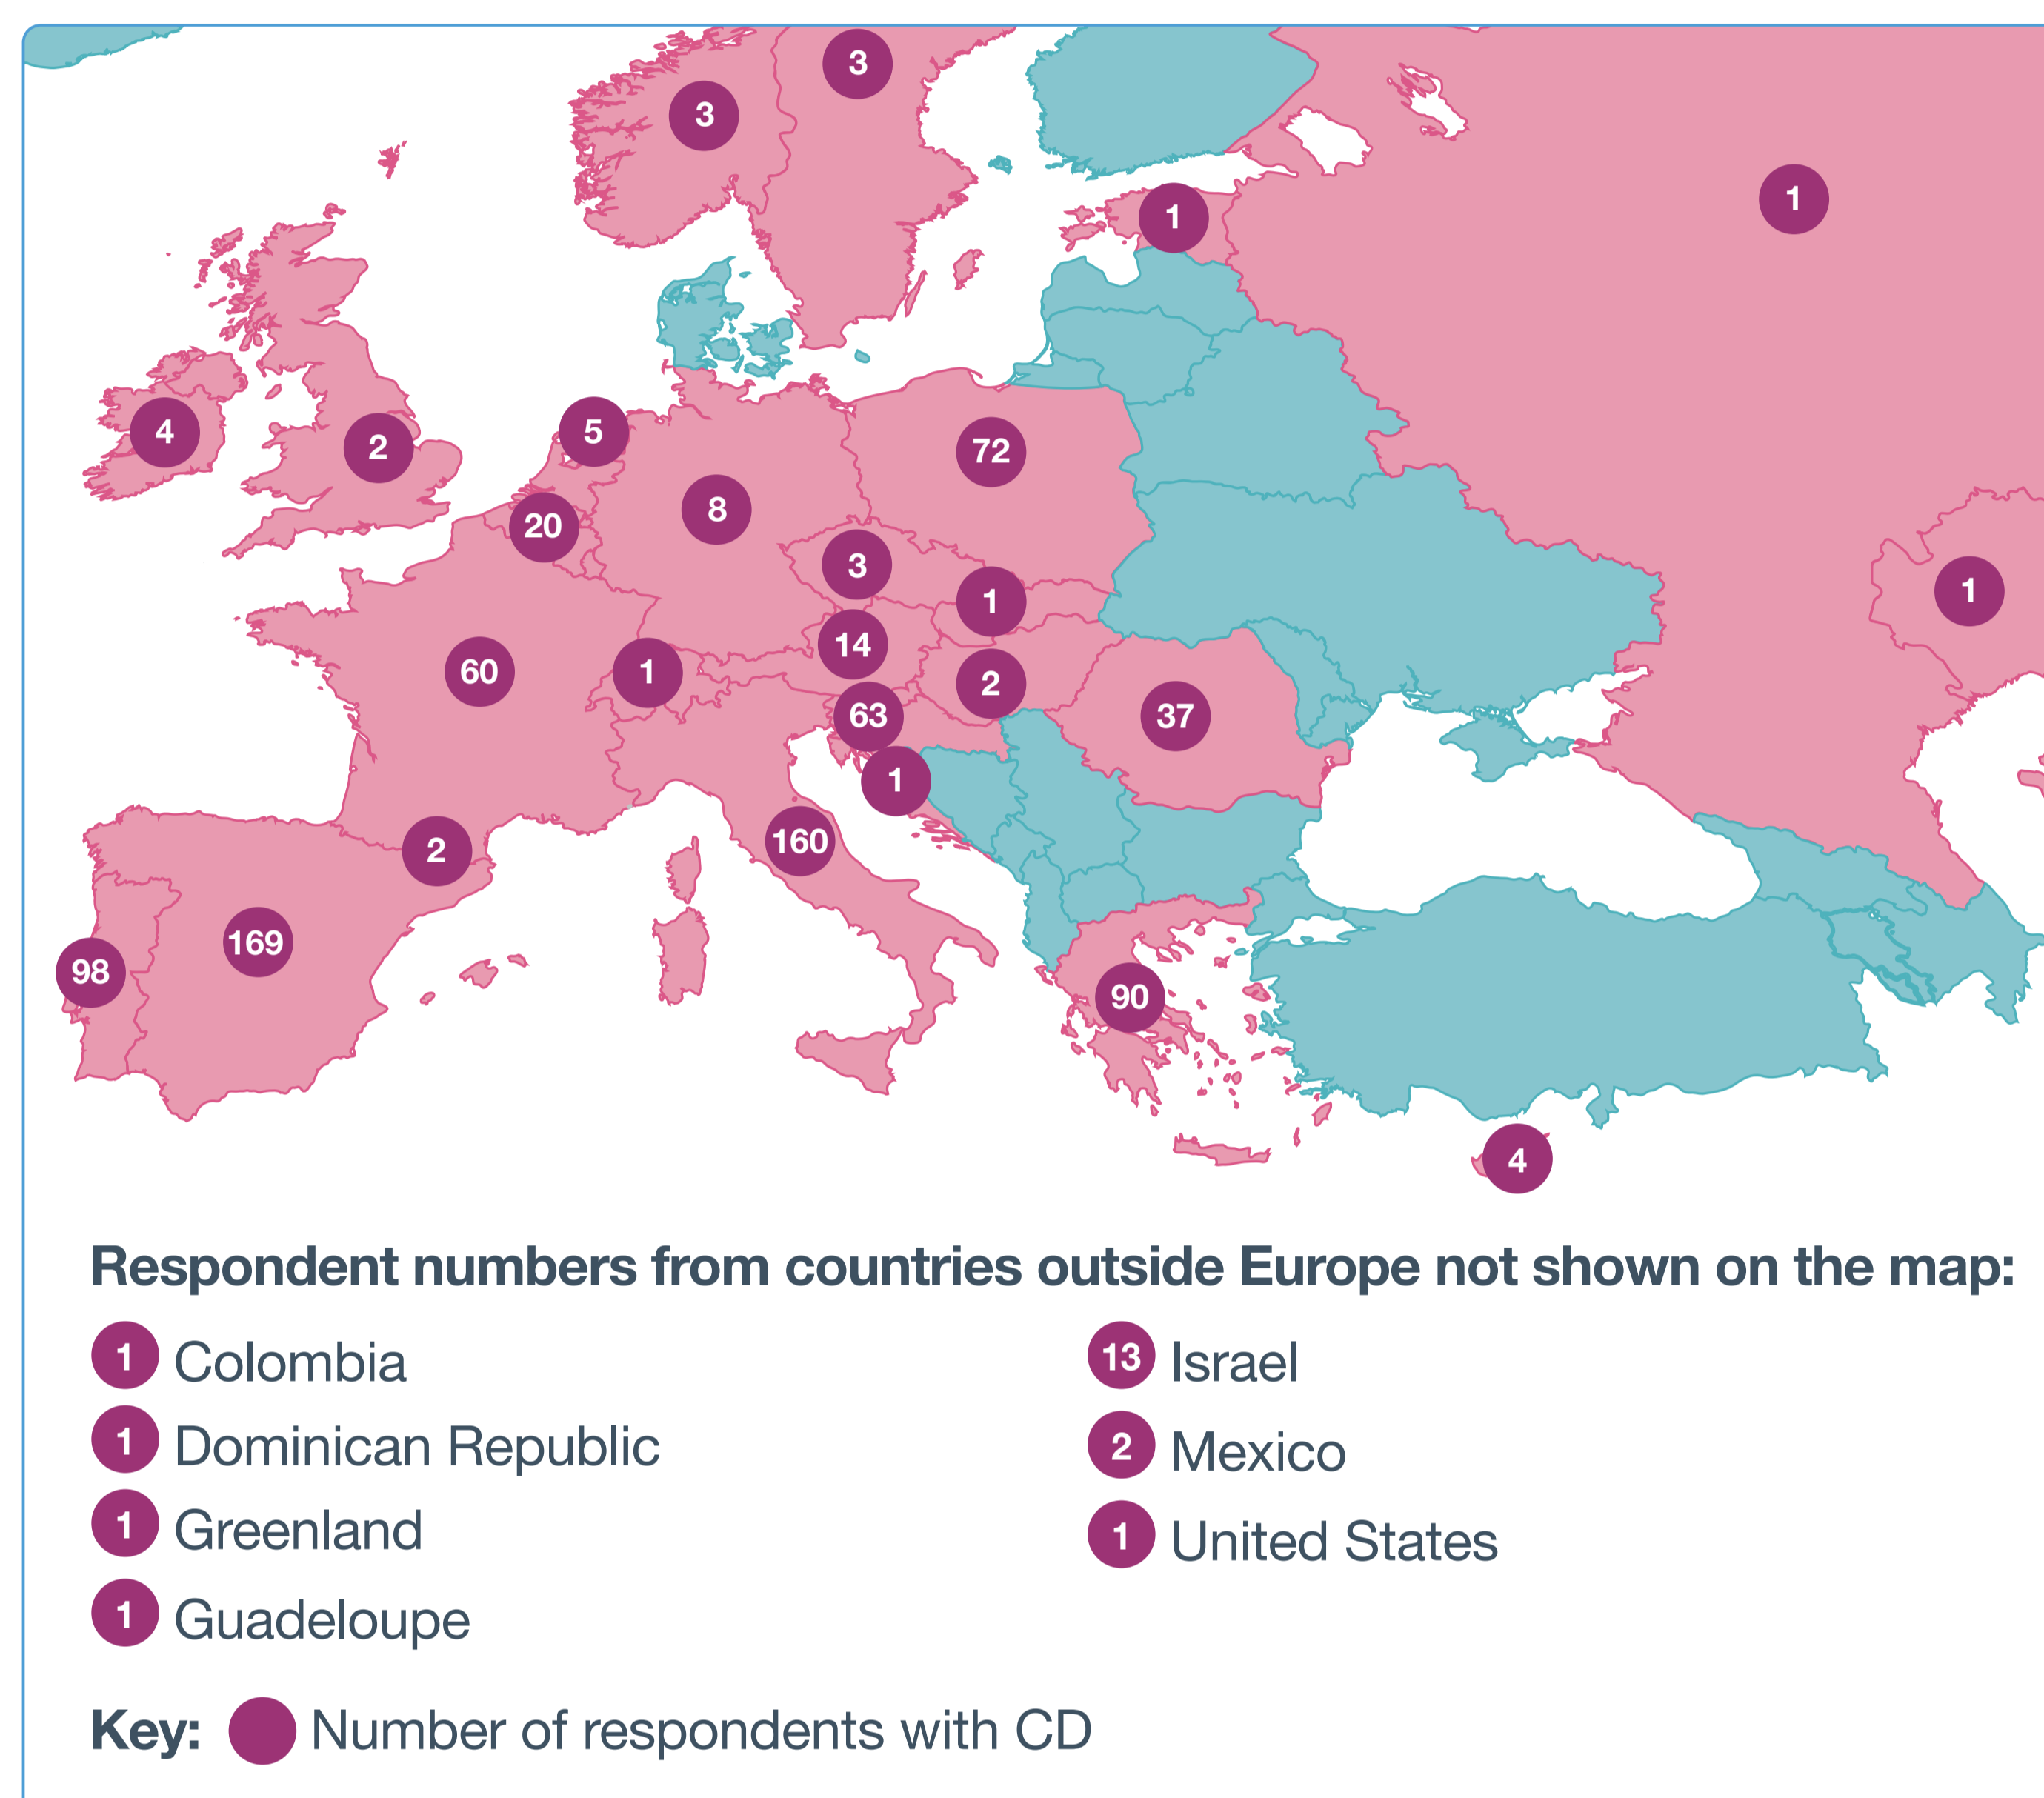 3
3
1
1
4
2
5
72
8
20
3
1
1
14
60
1
2
63
37
1
160
2
169
98
90
4
Respondent numbers from countries outside Europe not shown on the map:
1 Colombia
1 Dominican Republic
1 Greenland
1 Guadeloupe
13 Israel
2 Mexico
1 United States
Key: Number of respondents with CD